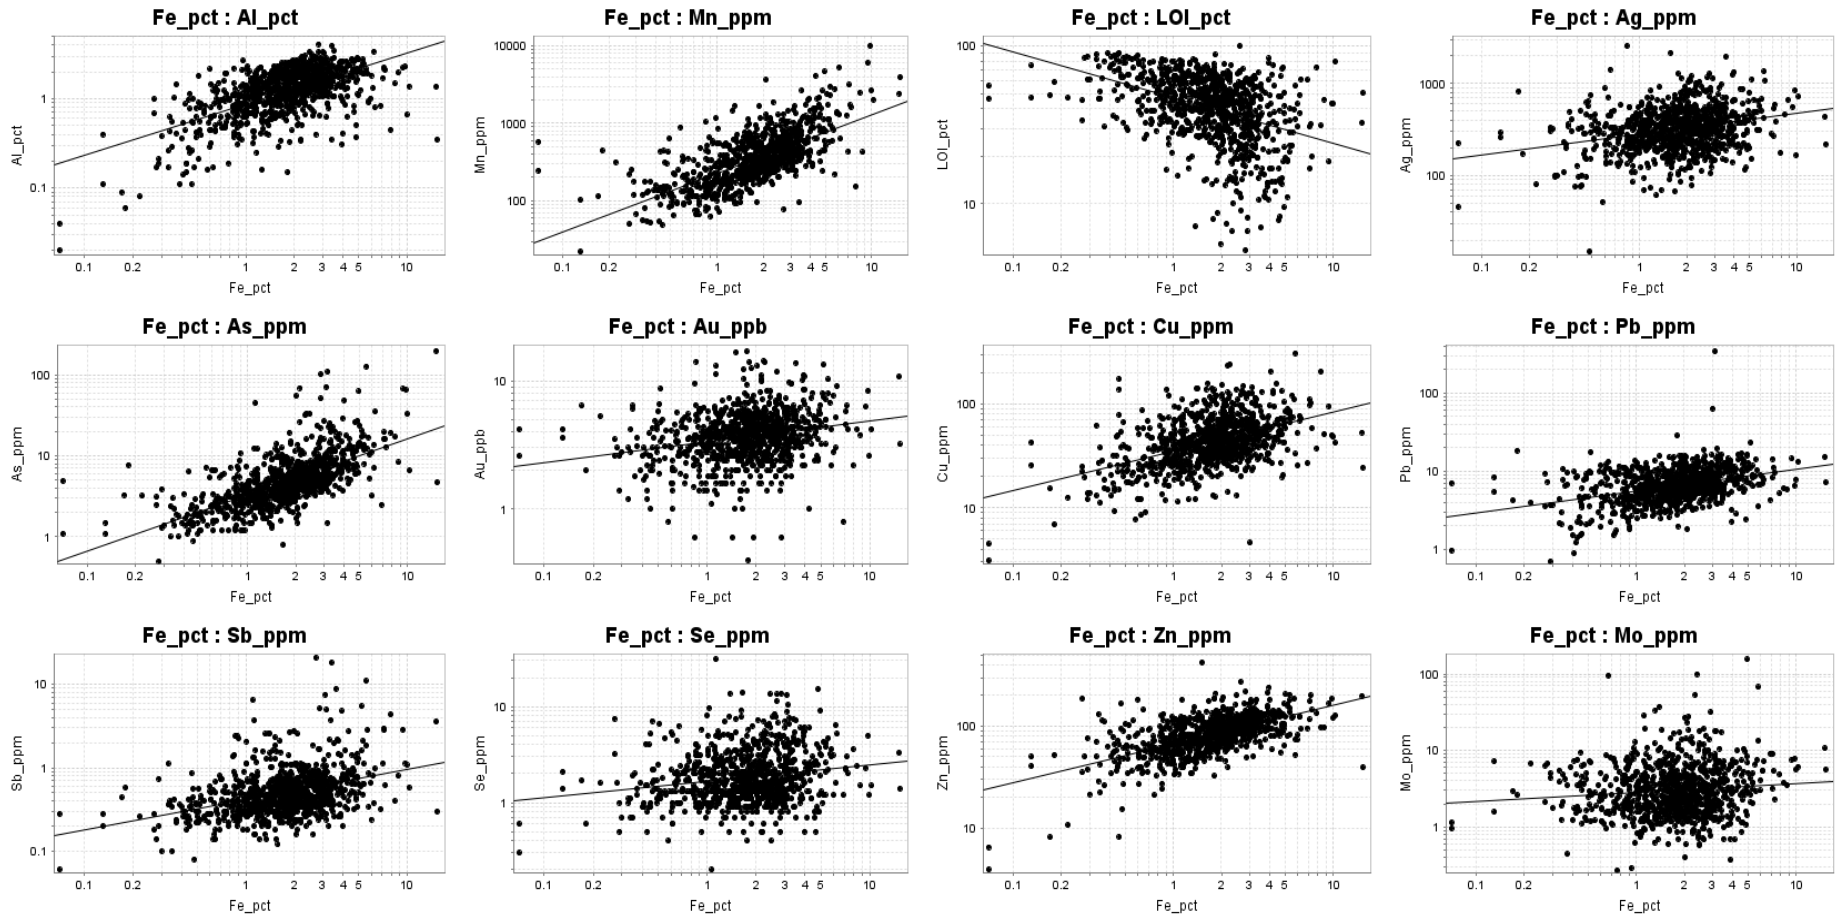 Fe_pct : Al_pct
1
0.1
Al_pct
0.1 0.2 1 2 3 4 5 10
Fe_pct
Fe_pct : Mn_ppm
10000
1000
100
Mn_ppm
0.1 0.2 1 2 3 4 5 10
Fe_pct
Fe_pct : LOI_pct
100
10
LOI_pct
0.1 0.2 1 2 3 4 5 10
Fe_pct
Fe_pct : Ag_ppm
1000
100
Ag_ppm
0.1 0.2 1 2 3 4 5 10
Fe_pct
Fe_pct : As_ppm
100
10
1
As_ppm
0.1 0.2 1 2 3 4 5 10
Fe_pct
Fe_pct : Au_ppb
10
1
Au_ppb
0.1 0.2 1 2 3 4 5 10
Fe_pct
Fe_pct : Cu_ppm
100
10
Cu_ppm
0.1 0.2 1 2 3 4 5 10
Fe_pct
Fe_pct : Pb_ppm
100
10
1
Pb_ppm
0.1 0.2 1 2 3 4 5 10
Fe_pct
Fe_pct : Sb_ppm
10
1
0.1
Sb_ppm
0.1 0.2 1 2 3 4 5 10
Fe_pct
Fe_pct : Se_ppm
10
1
Se_ppm
0.1 0.2 1 2 3 4 5 10
Fe_pct
Fe_pct : Zn_ppm
100
10
Zn_ppm
0.1 0.2 1 2 3 4 5 10
Fe_pct
Fe_pct : Mo_ppm
100
10
1
Mo_ppm
0.1 0.2 1 2 3 4 5 10
Fe_pct